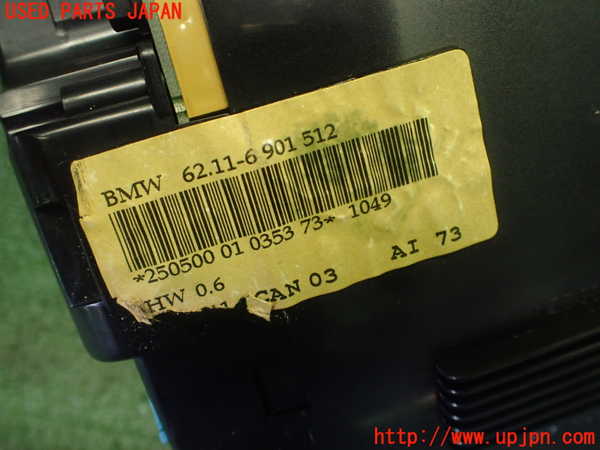 USED PARTS JAPAN
BMW 62.11-6 901 512
*250500 01 0353 73* 1049
HW 0.6
CAN 03 AI 73
http://www.upjpn.com